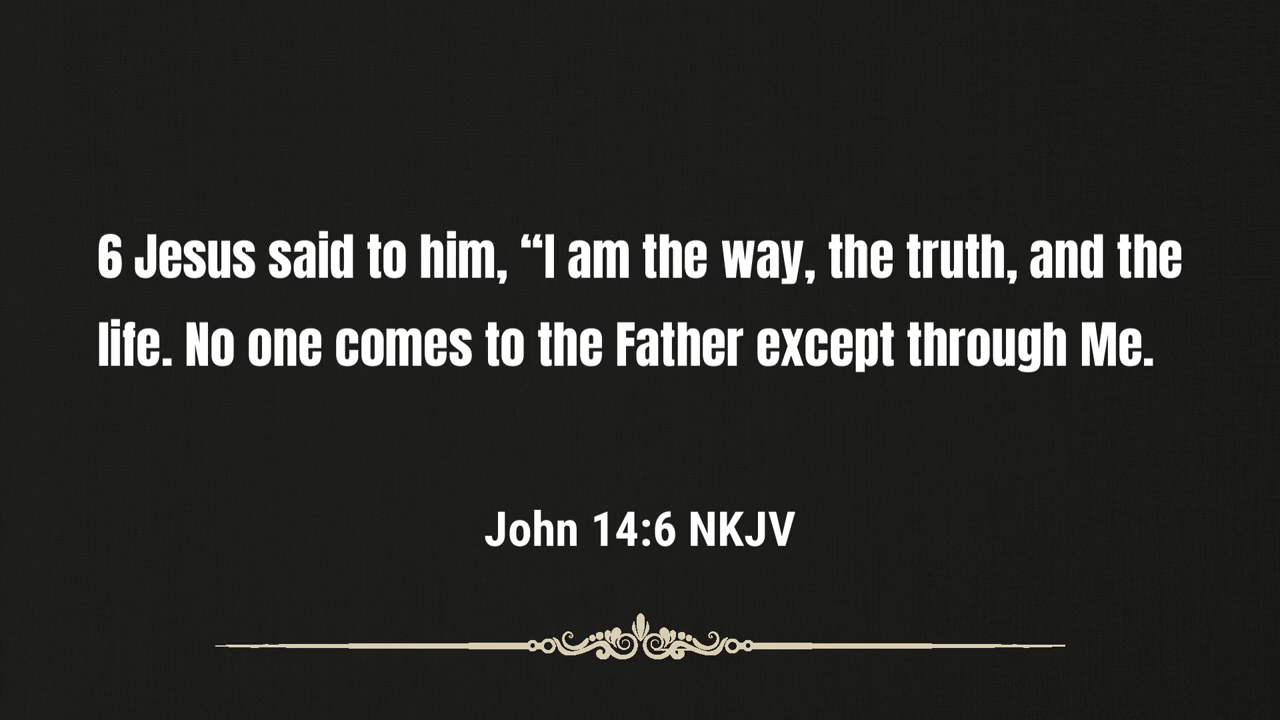 6 Jesus said to him, “I am the way, the truth, and the
life. No one comes to the Father except through Me.
John 14:6 NKJV